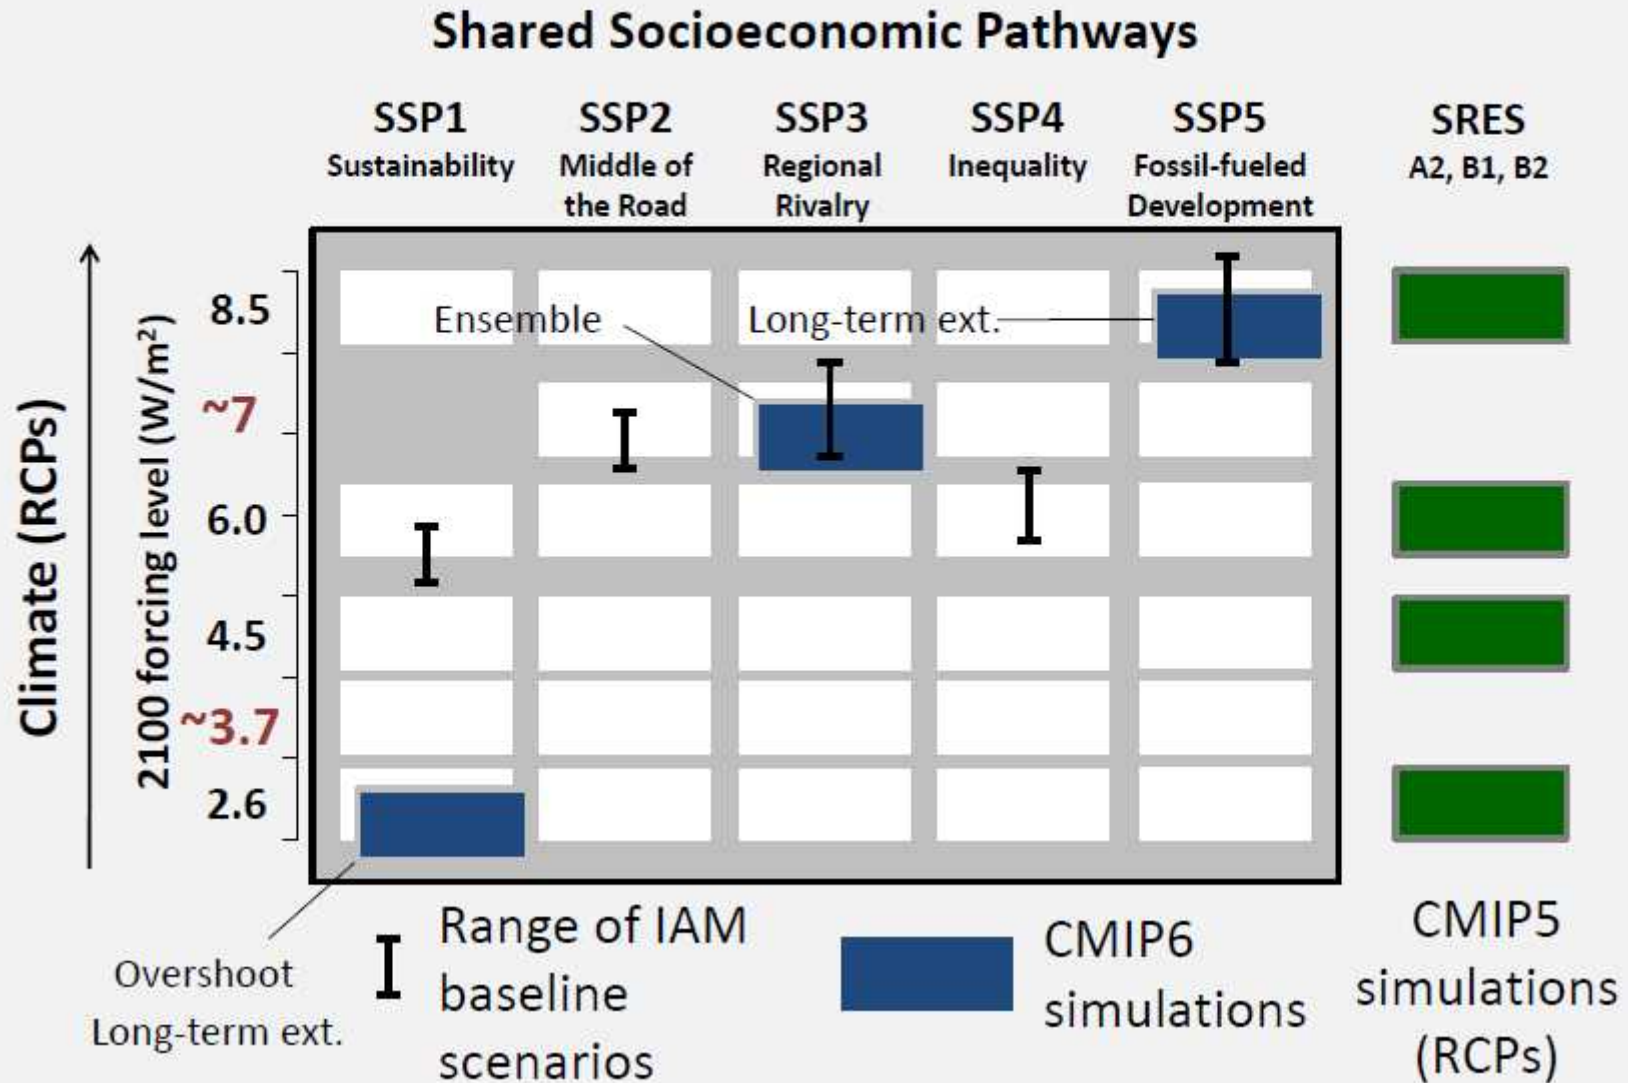 Shared Socioeconomic Pathways
SSP1
Sustainability
SSP2
Middle of
the Road
SSP3
Regional
Rivalry
SSP4
Inequality
SSP5
Fossil-fueled
Development
SRES
A2, B1, B2
Climate (RCPs)
2100 forcing level (W/m²)
8.5
~7
6.0
4.5
~3.7
2.6
Ensemble
Long-term ext.
Overshoot
Long-term ext.
Range of IAM
baseline
scenarios
CMIP6
simulations
CMIP5
simulations
(RCPs)